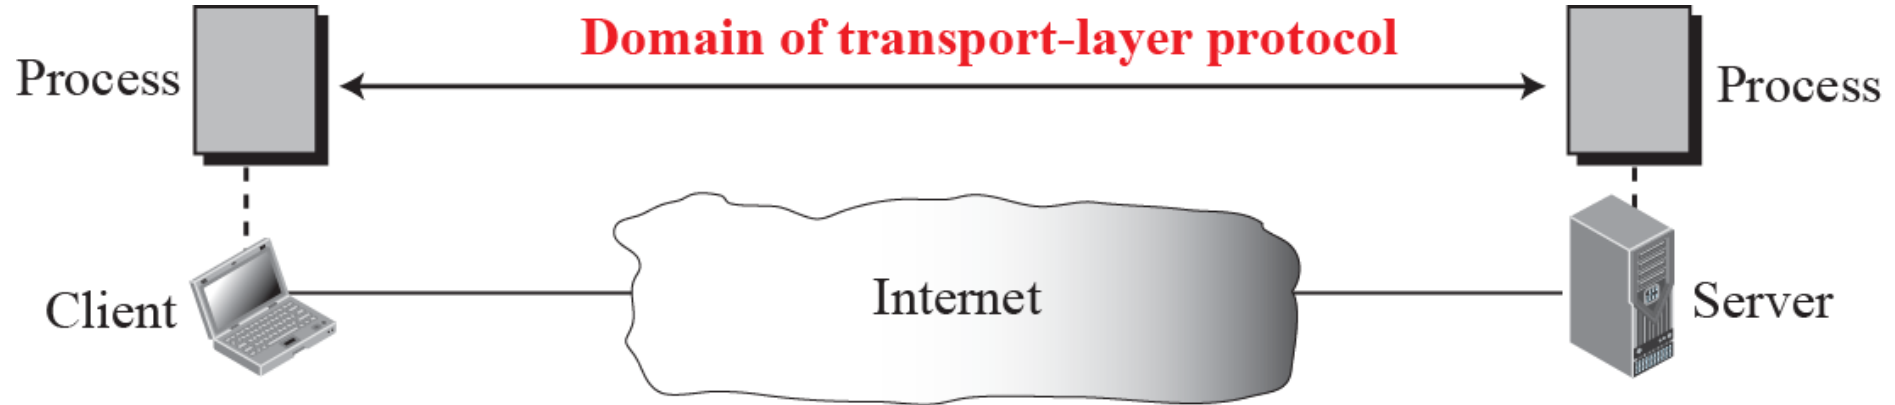 Domain of transport-layer protocol
Process
Process
Internet
Client
Server